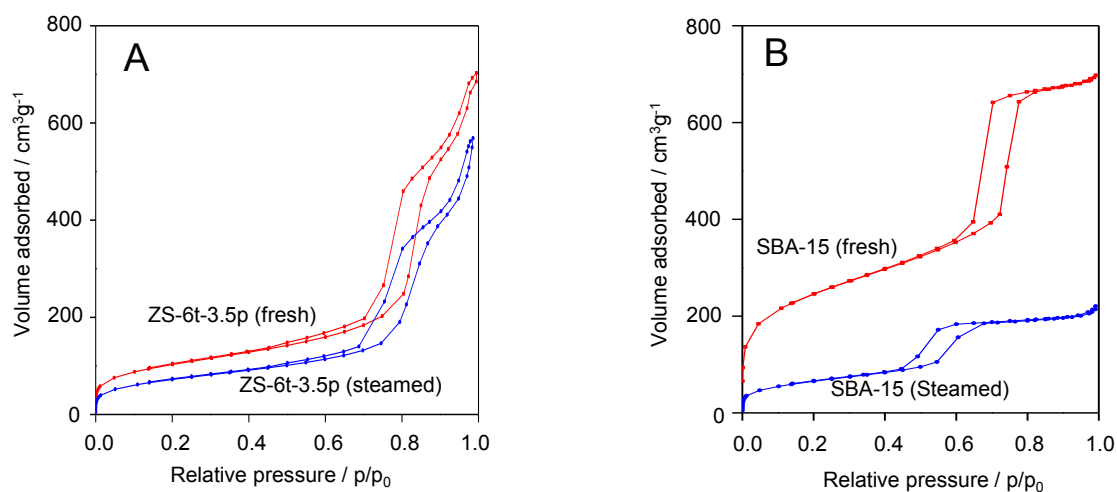 A
Volume adsorbed / cm³g⁻¹
800
600
400
200
0
ZS-6t-3.5p (fresh)
ZS-6t-3.5p (steamed)
0.0 0.2 0.4 0.6 0.8 1.0
Relative pressure / p/p₀
B
Volume adsorbed / cm³g⁻¹
800
600
400
200
0
SBA-15 (fresh)
SBA-15 (Steamed)
0.0 0.2 0.4 0.6 0.8 1.0
Relative pressure / p/p₀